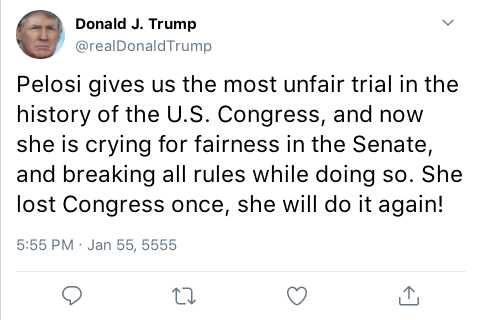 Donald J. Trump
@realDonaldTrump
Pelosi gives us the most unfair trial in the
history of the U.S. Congress, and now
she is crying for fairness in the Senate,
and breaking all rules while doing so. She
lost Congress once, she will do it again!
5:55 PM · Jan 55, 5555